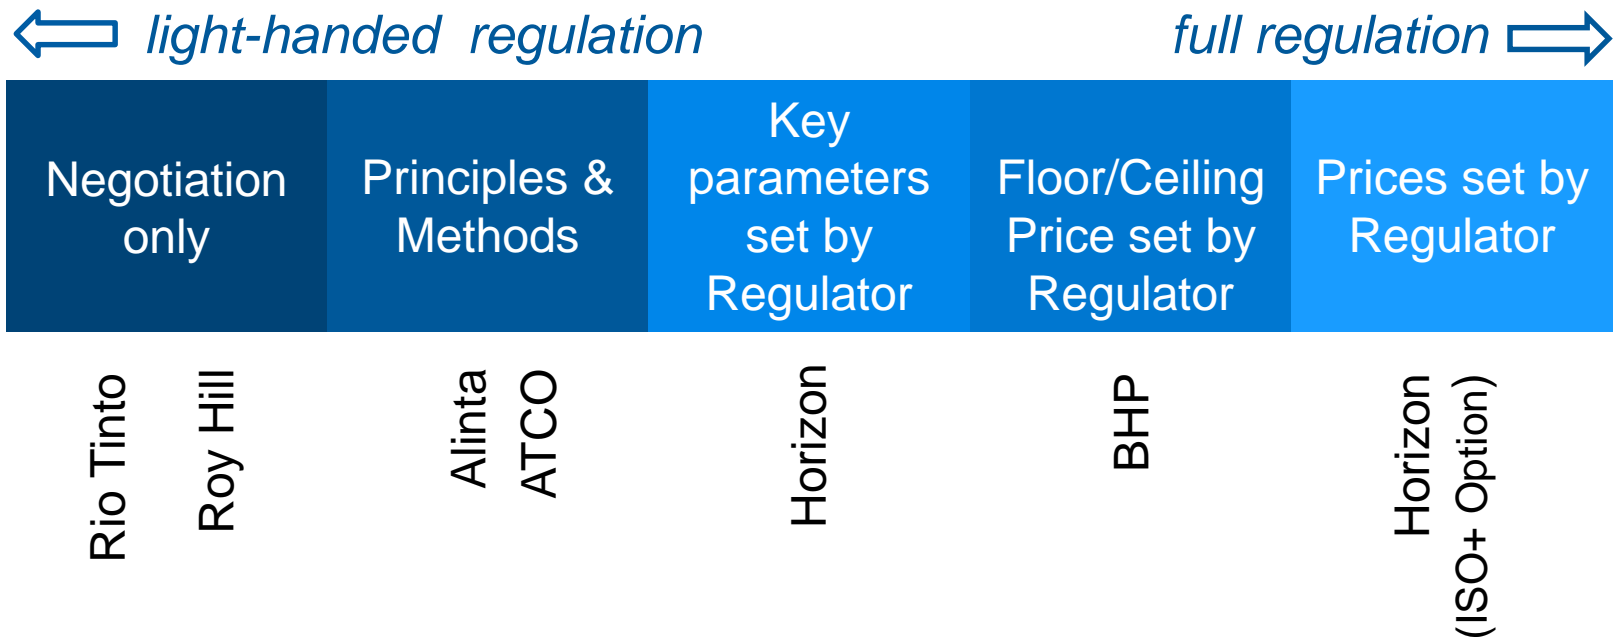 light-handed regulation
full regulation
Negotiation
only
Principles &
Methods
Key
parameters
set by
Regulator
Floor/Ceiling
Price set by
Regulator
Prices set by
Regulator
Rio Tinto
Roy Hill
Alinta
ATCO
Horizon
BHP
Horizon
(ISO+ Option)